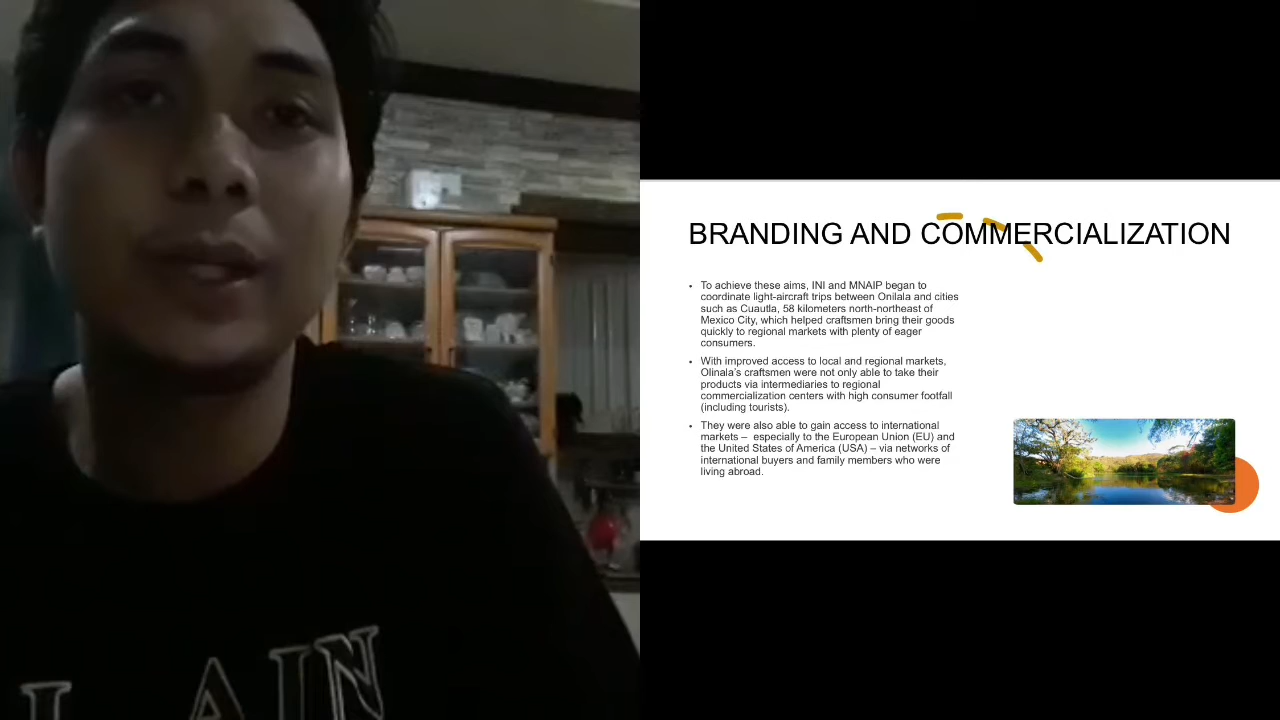 BRANDING AND COMMERCIALIZATION
• To achieve these aims, INI and MNAIP began to
coordinate light-aircraft trips between Onilala and cities
such as Cuautla, 58 kilometers north-northeast of
Mexico City, which helped craftsmen bring their goods
quickly to regional markets with plenty of eager
consumers.
• With improved access to local and regional markets,
Olinala's craftsmen were not only able to take their
products via intermediaries to regional
commercialization centers with high consumer footfall
(including tourists).
• They were also able to gain access to international
markets – especially to the European Union (EU) and
the United States of America (USA) – via networks of
international buyers and family members who were
living abroad.
L AIN